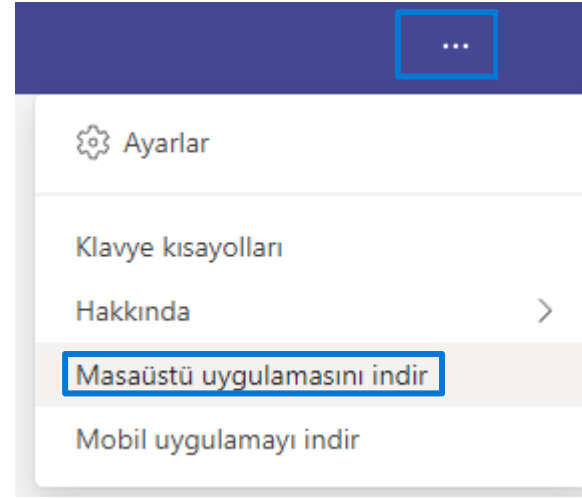 ...
Ayarlar
Klavye kısayolları
Hakkında
Masaüstü uygulamasını indir
Mobil uygulamayı indir